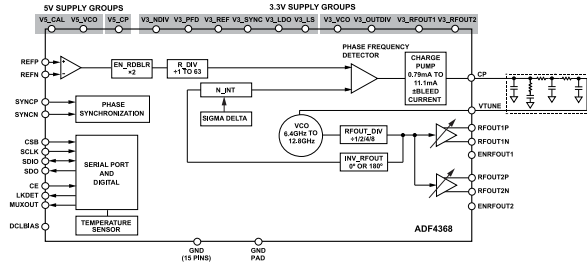 5V SUPPLY GROUPS
3.3V SUPPLY GROUPS
V5_CAL V5_VCO V5_CP V3_NDIV V3_PFD V3_REF V3_SYNC V3_LDO V3_LS V3_VCO V3_OUTDIV V3_RFOUT1 V3_RFOUT2
REFP
REFN
EN_RDBLR
×2
R_DIV
÷1 TO 63
N_INT
SIGMA DELTA
PHASE FREQUENCY
DETECTOR
CHARGE
PUMP
0.79mA TO
11.1mA
±BLEED
CURRENT
CP
VTUNE
SYNCP
SYNCN
PHASE
SYNCHRONIZATION
VCO
6.4GHz TO
12.8GHz
RFOUT_DIV
÷1/2/4/8
INV_RFOUT
0° OR 180°
RFOUT1P
RFOUT1N
ENRFOUT1
RFOUT2P
RFOUT2N
ENRFOUT2
CSB
SCLK
SDIO
SDO
CE
LKDET
MUXOUT
SERIAL PORT
AND
DIGITAL
TEMPERATURE
SENSOR
DCLBIAS
ADF4368
GND
(15 PINS)
GND
PAD